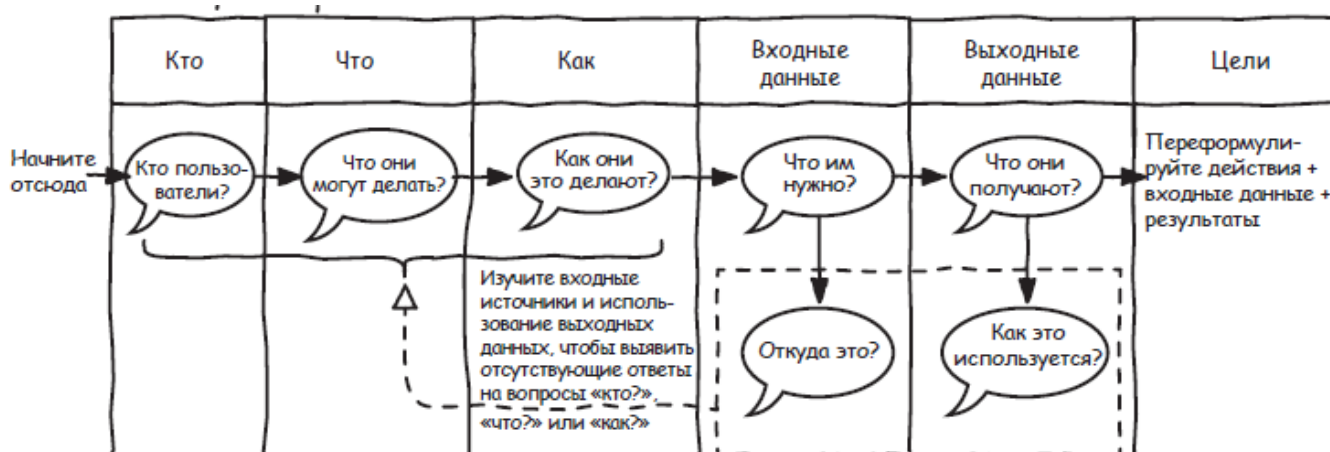 Кто
Что
Как
Входные
данные
Выходные
данные
Цели
Начните
отсюда
Кто пользо-
ватели?
Что они
могут делать?
Как они
это делают?
Что им
нужно?
Что они
получают?
Переформули-
руйте действия +
входные данные +
результаты
Изучите входные
источники и исполь-
зование выходных
данных, чтобы выявить
отсутствующие ответы
на вопросы «кто?»,
«что?» или «как?»
Откуда это?
Как это
используется?